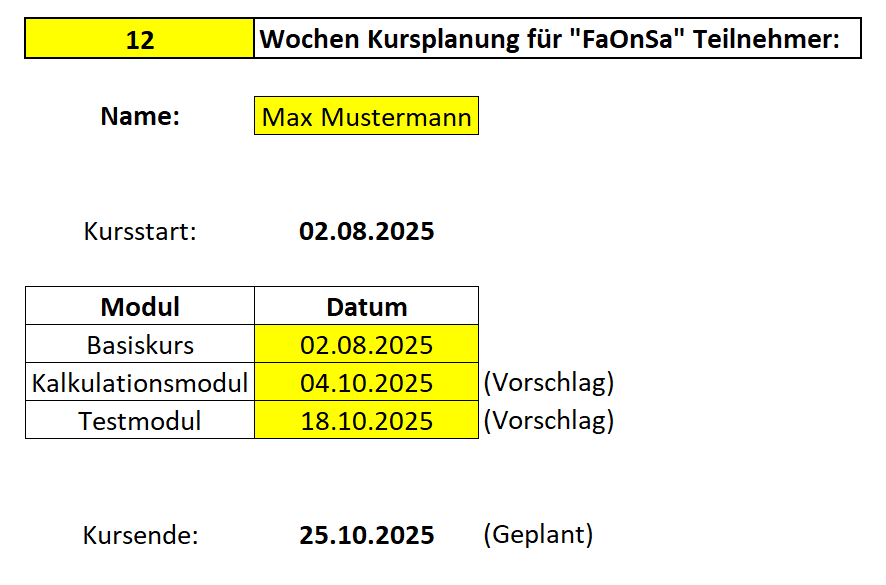 12 Wochen Kursplanung für "FaOnSa" Teilnehmer:
Name: Max Mustermann
Kursstart: 02.08.2025
Modul Datum
Basiskurs 02.08.2025
Kalkulationsmodul 04.10.2025 (Vorschlag)
Testmodul 18.10.2025 (Vorschlag)
Kursende: 25.10.2025 (Geplant)